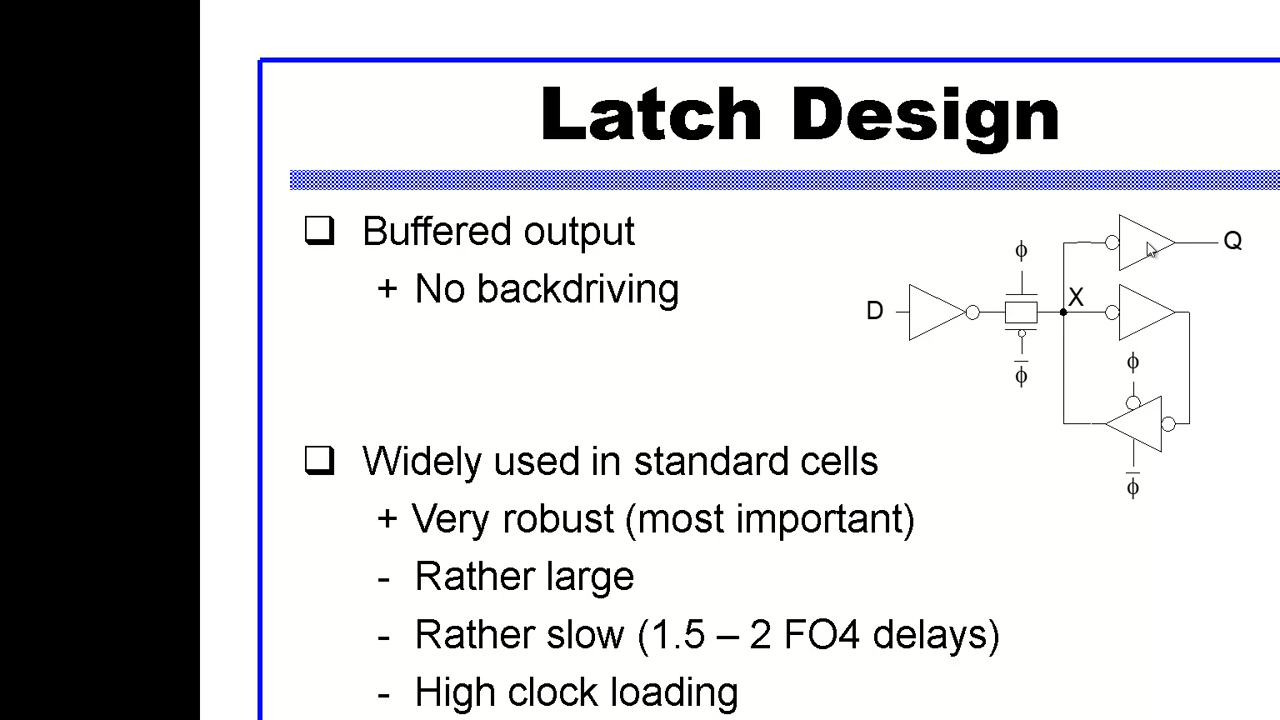 Latch Design
❑ Buffered output
+ No backdriving
❑ Widely used in standard cells
+ Very robust (most important)
- Rather large
- Rather slow (1.5 – 2 FO4 delays)
- High clock loading
D
ϕ
ϕ̅
X
Q
ϕ
ϕ̅